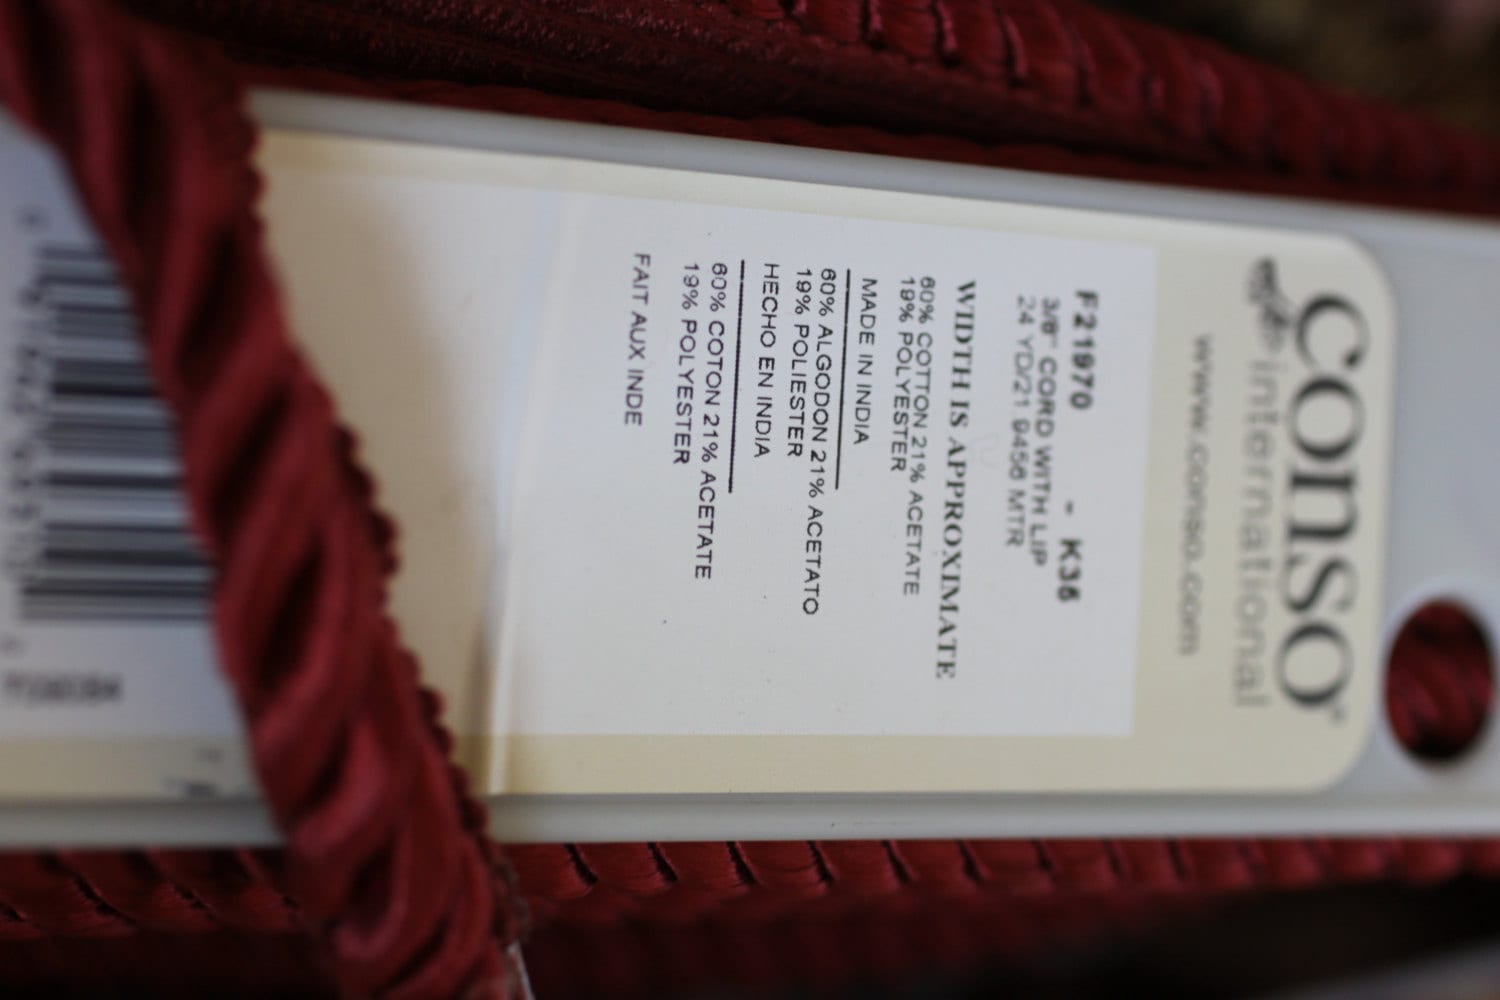 conso®
international
www.conso.com
F21970 - K36
3/8" CORD WITH LIP
24 YD/21.9456 MTR
WIDTH IS APPROXIMATE
60% COTTON 21% ACETATE
19% POLYESTER
MADE IN INDIA
60% ALGODON 21% ACETATO
19% POLIESTER
HECHO EN INDIA
60% COTON 21% ACETATE
19% POLYESTER
FAIT AUX INDE